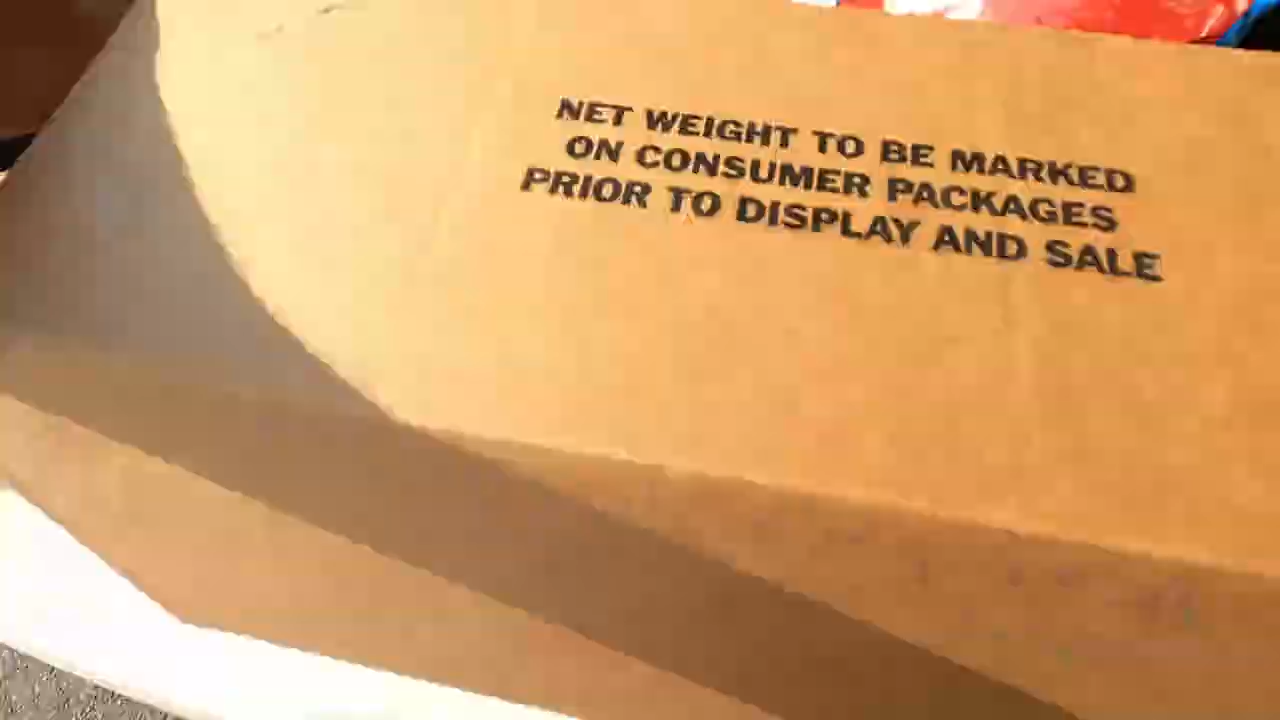 NET WEIGHT TO BE MARKED
ON CONSUMER PACKAGES
PRIOR TO DISPLAY AND SALE